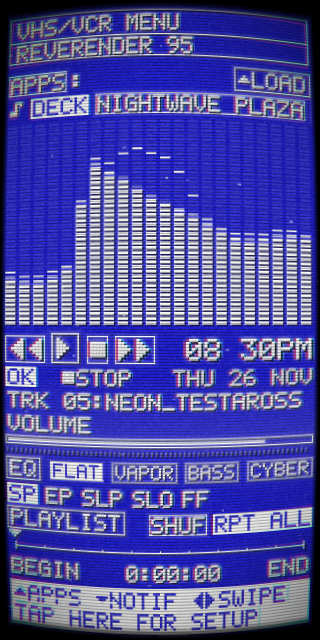 VHS/VCR MENU
REVERENDER 95
APPS: LOAD
DECK NIGHTWAVE PLAZA
08 30PM
OK STOP THU 26 NOV
TRK 05:NEON_TESTAROSS
VOLUME
EQ FLAT VAPOR BASS CYBER
SP EP SLP SLO FF
PLAYLIST SHUF RPT ALL
BEGIN 0:00:00 END
APPS NOTIF SWIPE
TAP HERE FOR SETUP